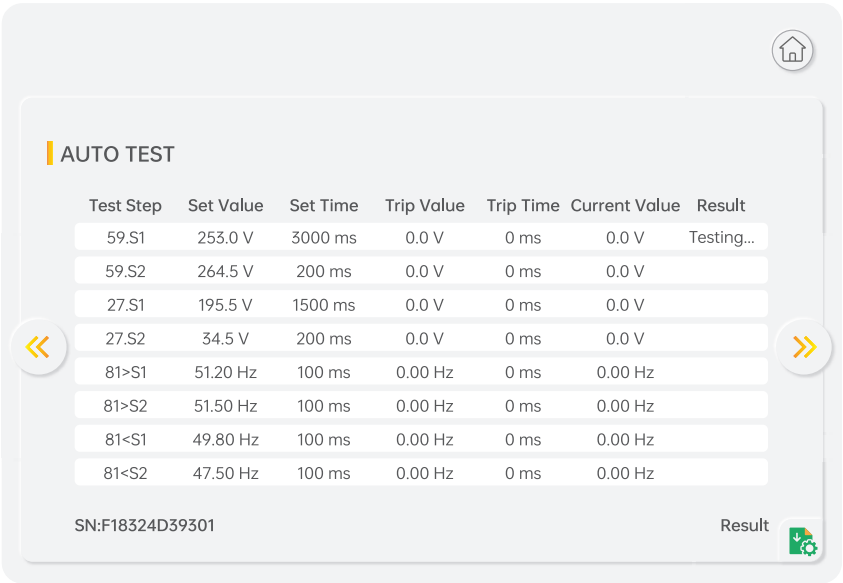 AUTO TEST
Test Step Set Value Set Time Trip Value Trip Time Current Value Result
59.S1 253.0 V 3000 ms 0.0 V 0 ms 0.0 V Testing...
59.S2 264.5 V 200 ms 0.0 V 0 ms 0.0 V
27.S1 195.5 V 1500 ms 0.0 V 0 ms 0.0 V
27.S2 34.5 V 200 ms 0.0 V 0 ms 0.0 V
81>S1 51.20 Hz 100 ms 0.00 Hz 0 ms 0.00 Hz
81>S2 51.50 Hz 100 ms 0.00 Hz 0 ms 0.00 Hz
81<S1 49.80 Hz 100 ms 0.00 Hz 0 ms 0.00 Hz
81<S2 47.50 Hz 100 ms 0.00 Hz 0 ms 0.00 Hz
SN:F18324D39301 Result